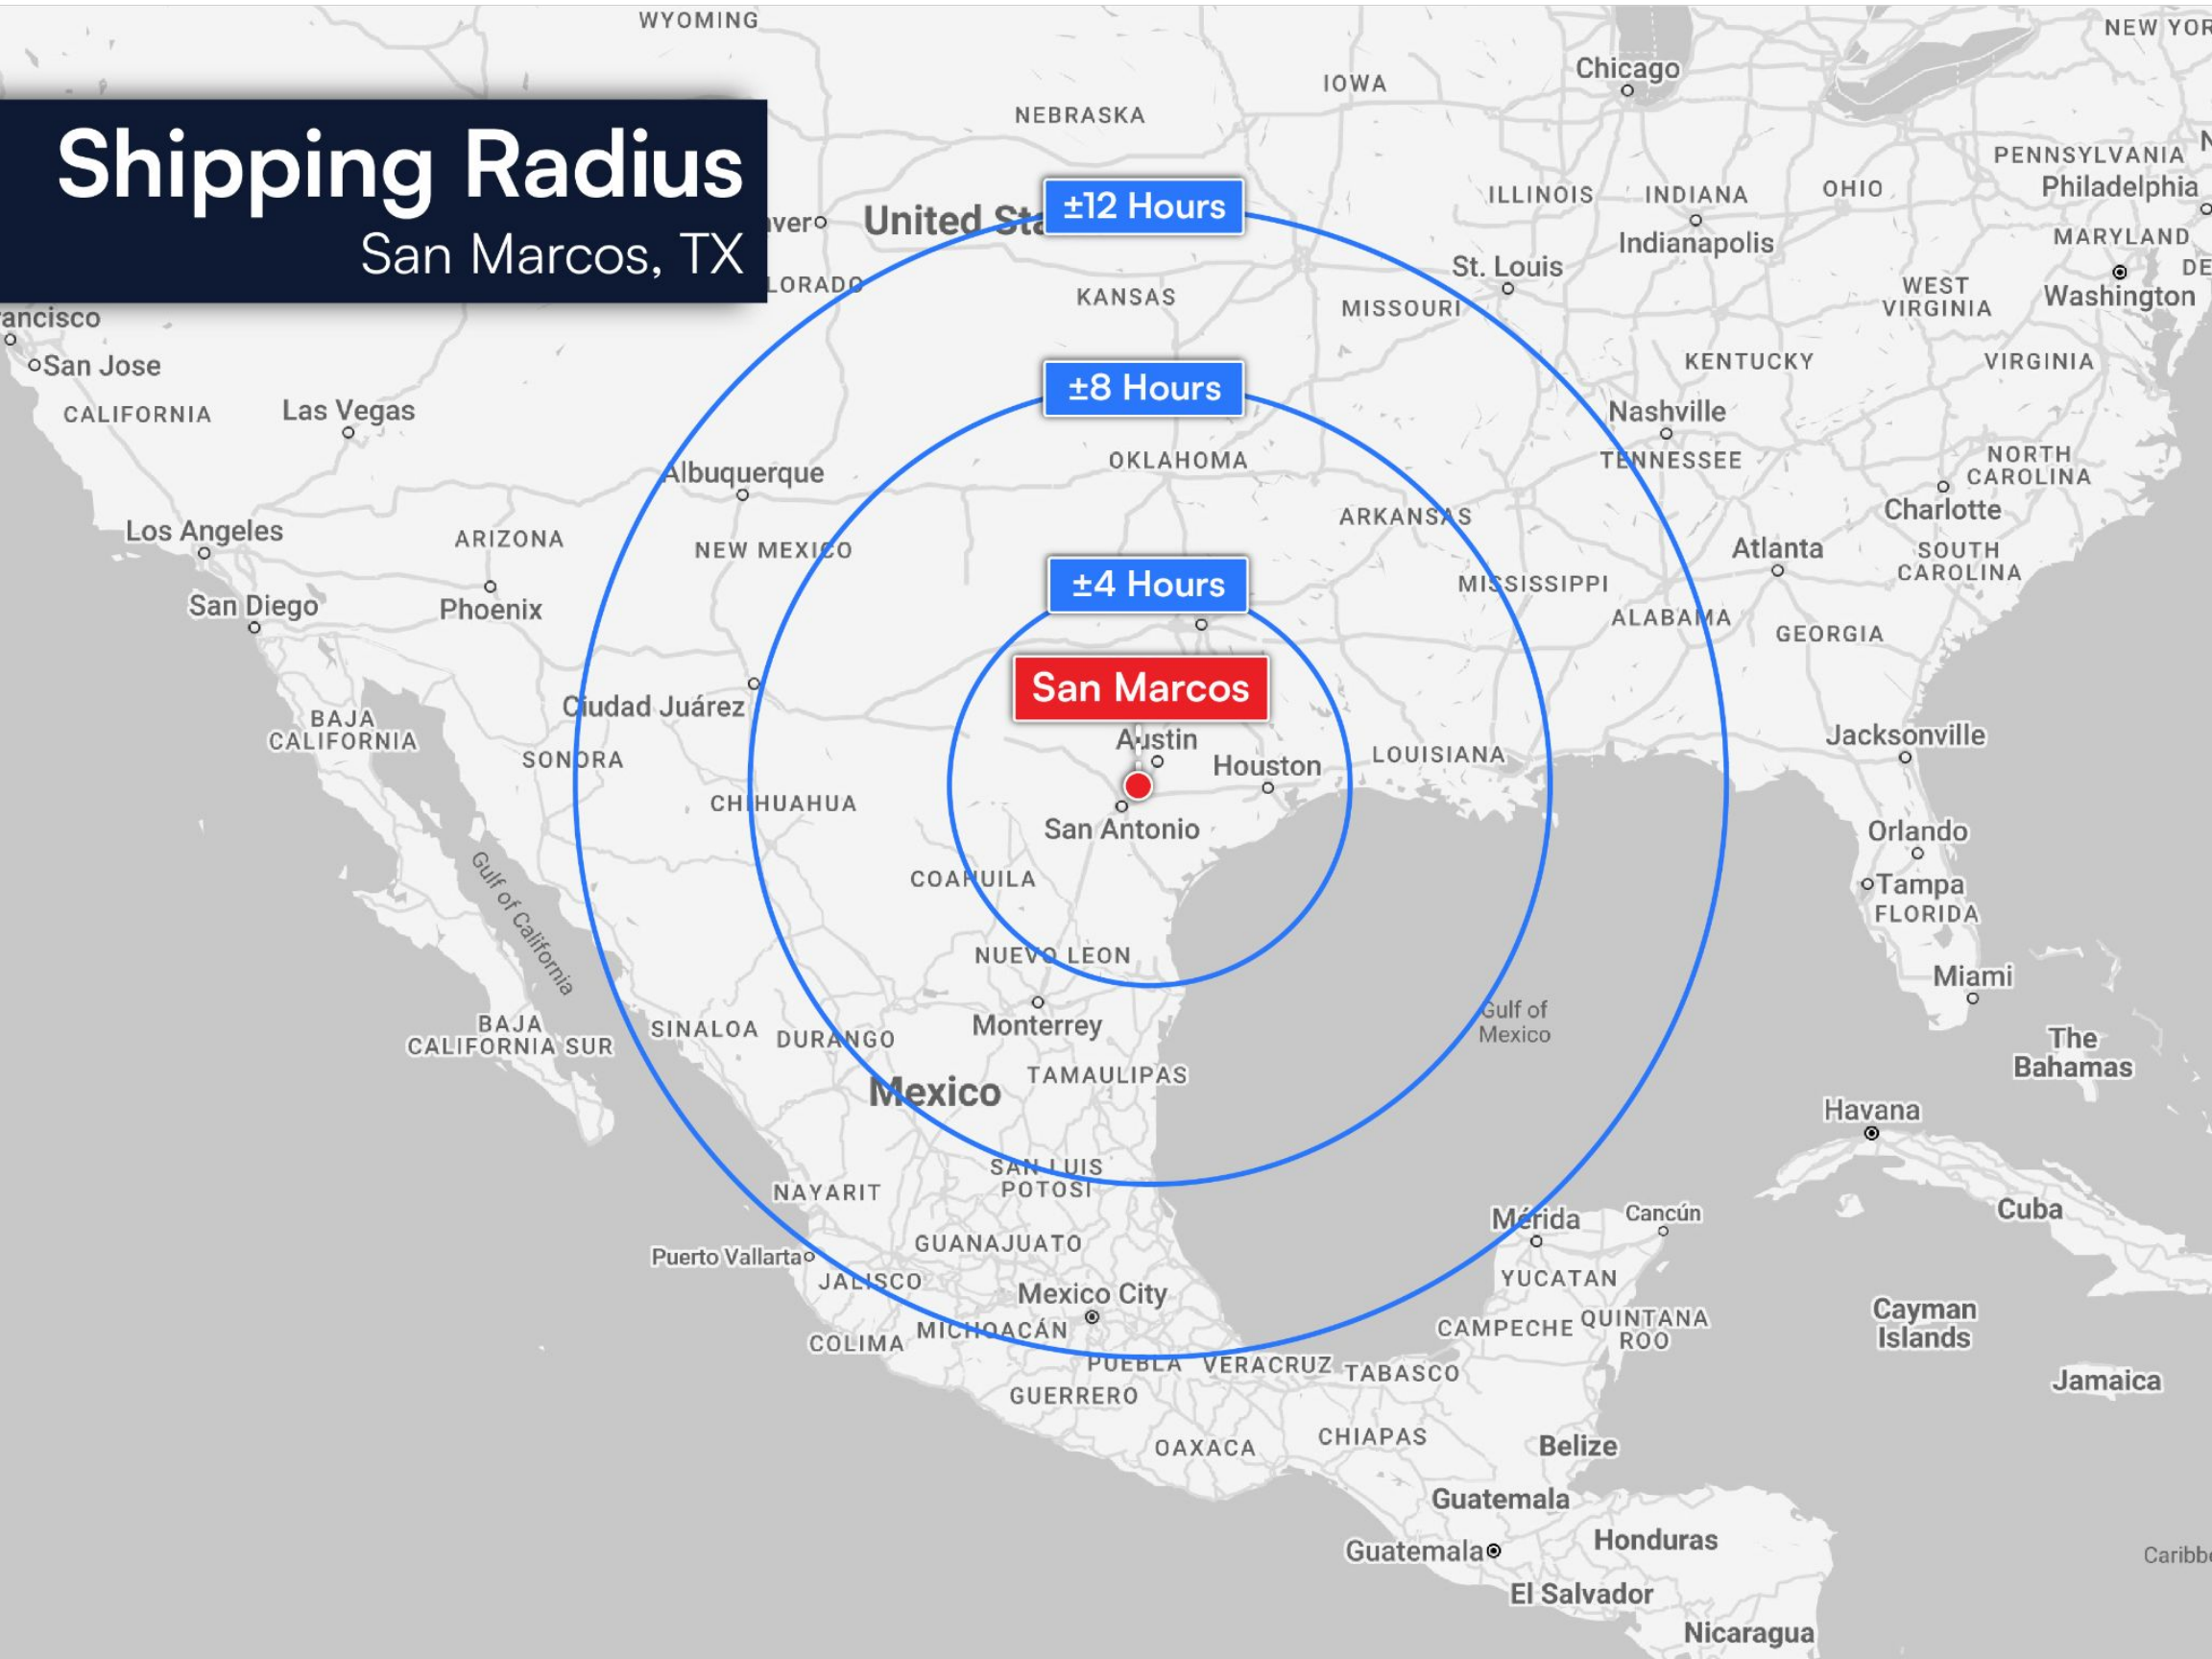 WYOMING
NEW YOR
Chicago
IOWA
NEBRASKA
Shipping Radius
San Marcos, TX
PENNSYLVANIA
Philadelphia
ILLINOIS
INDIANA
OHIO
±12 Hours
United Sta
ver
Indianapolis
MARYLAND
DE
Washington
St. Louis
LORADO
KANSAS
MISSOURI
WEST
VIRGINIA
ancisco
San Jose
KENTUCKY
VIRGINIA
±8 Hours
CALIFORNIA
Las Vegas
Nashville
TENNESSEE
OKLAHOMA
Albuquerque
NORTH
CAROLINA
Charlotte
ARKANSAS
Los Angeles
ARIZONA
NEW MEXICO
Atlanta
SOUTH
CAROLINA
±4 Hours
MISSISSIPPI
San Diego
Phoenix
ALABAMA
GEORGIA
San Marcos
Ciudad Juárez
BAJA
CALIFORNIA
SONORA
Austin
Houston
LOUISIANA
Jacksonville
CHIHUAHUA
San Antonio
Orlando
COAHUILA
Tampa
FLORIDA
Gulf of California
NUEVO LEON
Miami
Monterrey
Gulf of
Mexico
BAJA
CALIFORNIA SUR
SINALOA
DURANGO
The
Bahamas
TAMAULIPAS
Mexico
Havana
SAN LUIS
POTOSI
NAYARIT
Mérida
Cancún
Cuba
GUANAJUATO
Puerto Vallarta
JALISCO
YUCATAN
Mexico City
MICHOACÁN
COLIMA
CAMPECHE
QUINTANA
ROO
Cayman
Islands
PUEBLA
VERACRUZ
TABASCO
Jamaica
GUERRERO
CHIAPAS
OAXACA
Belize
Guatemala
Honduras
Guatemala
Caribbe
El Salvador
Nicaragua